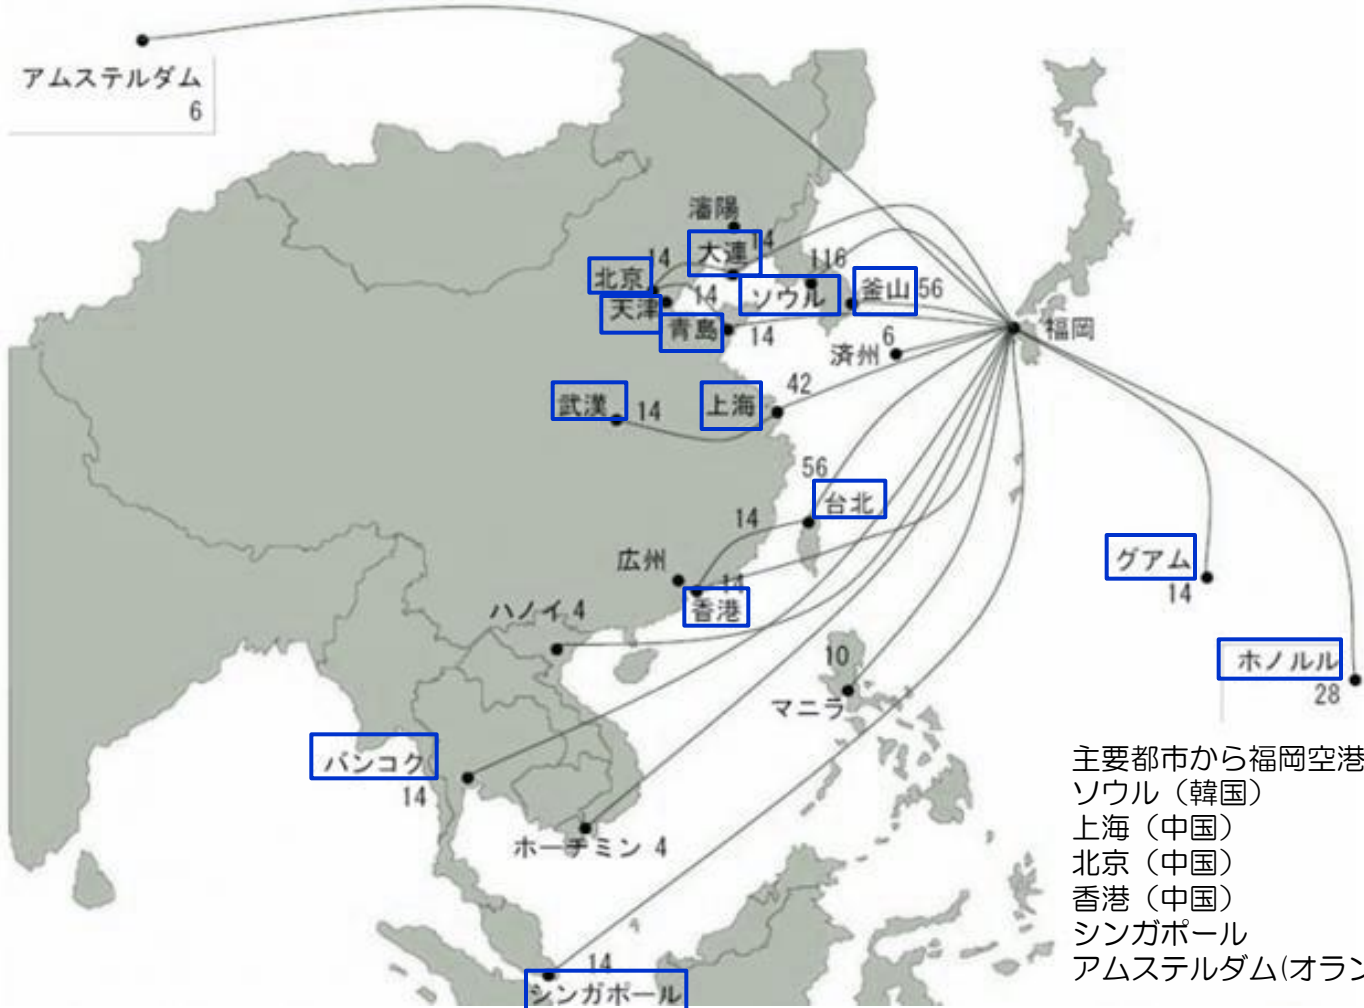 アムステルダム
6
瀋陽
14
大連
14
北京
116
天津
14
ソウル
釜山 56
青島
14
福岡
6
済州
42
武漢
14
上海
56
台北
14
広州
14
香港
グアム
14
ハノイ 4
10
マニラ
ホノルル
28
バンコク
14
ホーチミン 4
14
シンガポール
主要都市から福岡空港
ソウル（韓国）
上海（中国）
北京（中国）
香港（中国）
シンガポール
アムステルダム(オラン